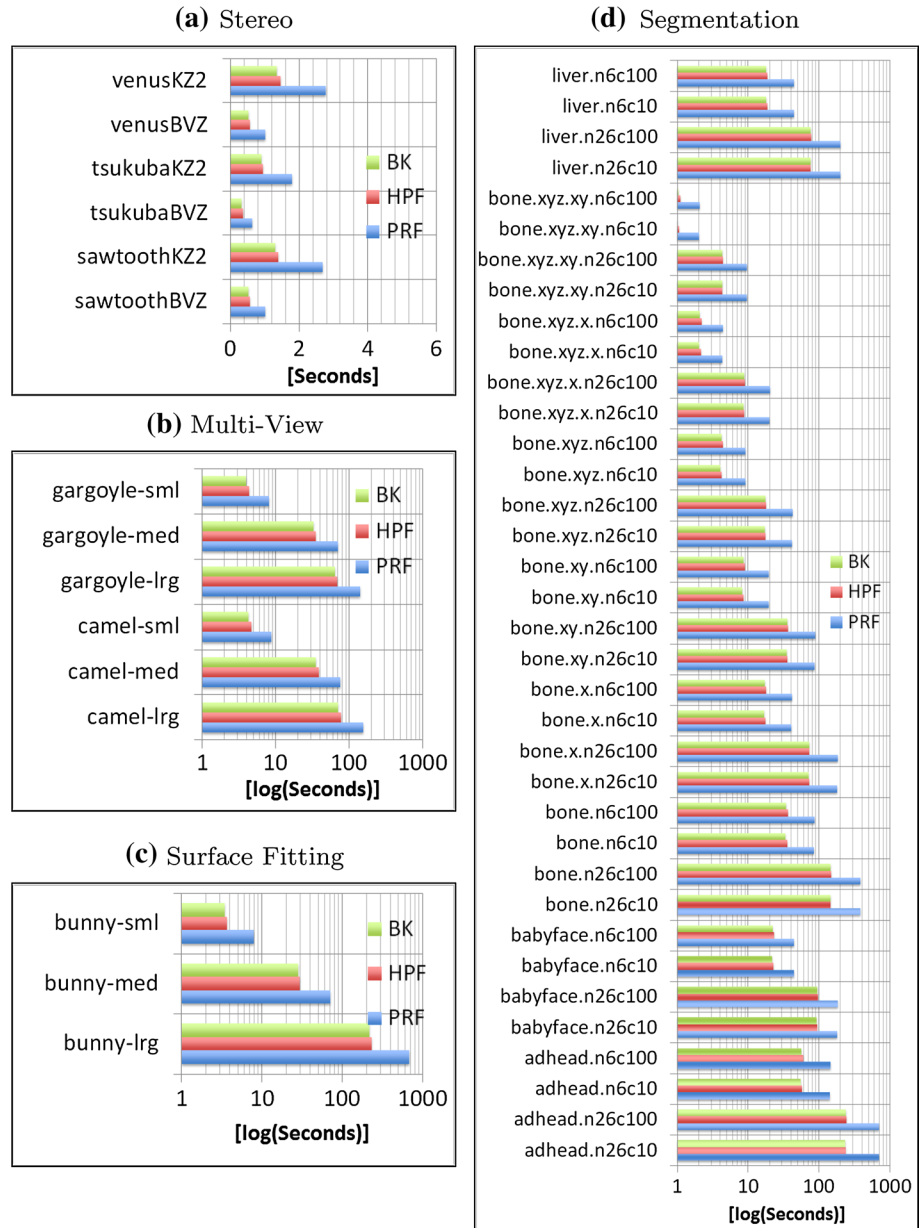 (a) Stereo
venusKZ2
venusBVZ
tsukubaKZ2
tsukubaBVZ
sawtoothKZ2
sawtoothBVZ
BK
HPF
PRF
0 2 4 6
[Seconds]
(b) Multi-View
gargoyle-sml
gargoyle-med
gargoyle-lrg
camel-sml
camel-med
camel-lrg
BK
HPF
PRF
1 10 100 1000
[log(Seconds)]
(c) Surface Fitting
bunny-sml
bunny-med
bunny-lrg
BK
HPF
PRF
1 10 100 1000
[log(Seconds)]
(d) Segmentation
liver.n6c100
liver.n6c10
liver.n26c100
liver.n26c10
bone.xyz.xy.n6c100
bone.xyz.xy.n6c10
bone.xyz.xy.n26c100
bone.xyz.xy.n26c10
bone.xyz.x.n6c100
bone.xyz.x.n6c10
bone.xyz.x.n26c100
bone.xyz.x.n26c10
bone.xyz.n6c100
bone.xyz.n6c10
bone.xyz.n26c100
bone.xyz.n26c10
bone.xy.n6c100
bone.xy.n6c10
bone.xy.n26c100
bone.xy.n26c10
bone.x.n6c100
bone.x.n6c10
bone.x.n26c100
bone.x.n26c10
bone.n6c100
bone.n6c10
bone.n26c100
bone.n26c10
babyface.n6c100
babyface.n6c10
babyface.n26c100
babyface.n26c10
adhead.n6c100
adhead.n6c10
adhead.n26c100
adhead.n26c10
BK
HPF
PRF
1 10 100 1000
[log(Seconds)]